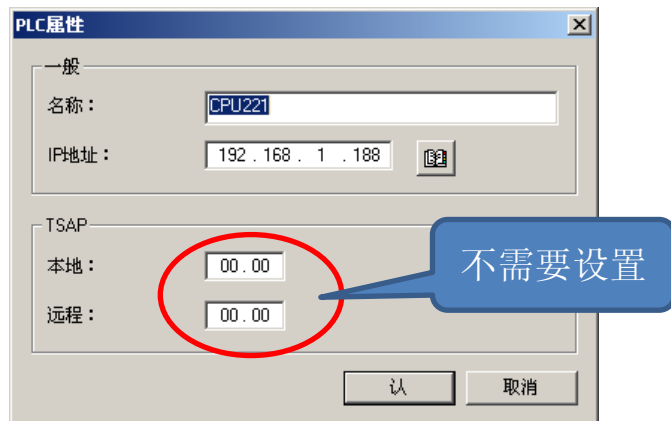 PLC属性
一般
名称：
CPU221
IP地址：
192 . 168 . 1 . 188
TSAP
本地：
00.00
不需要设置
远程：
00.00
认
取消